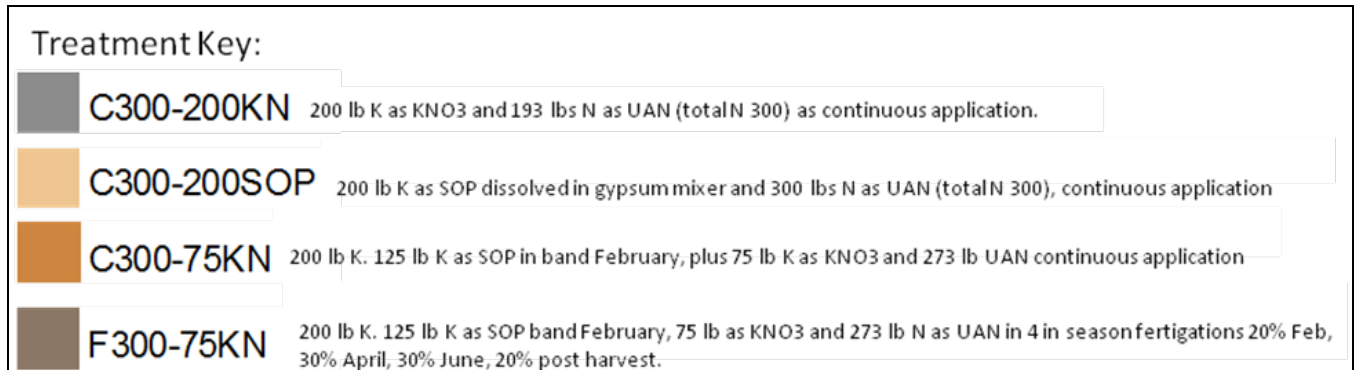 Treatment Key:
C300-200KN 200 lb K as KNO3 and 193 lbs N as UAN (total N 300) as continuous application.
C300-200SOP 200 lb K as SOP dissolved in gypsum mixer and 300 lbs N as UAN (total N 300), continuous application
C300-75KN 200 lb K. 125 lb K as SOP in band February, plus 75 lb K as KNO3 and 273 lb UAN continuous application
F300-75KN 200 lb K. 125 lb K as SOP band February, 75 lb as KNO3 and 273 lb N as UAN in 4 in season fertigations 20% Feb,
30% April, 30% June, 20% post harvest.